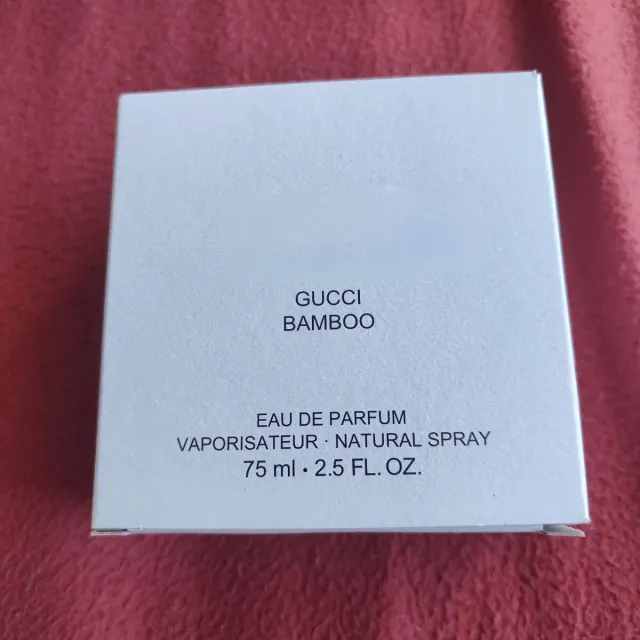 GUCCI
BAMBOO
EAU DE PARFUM
VAPORISATEUR · NATURAL SPRAY
75 ml • 2.5 FL. OZ.